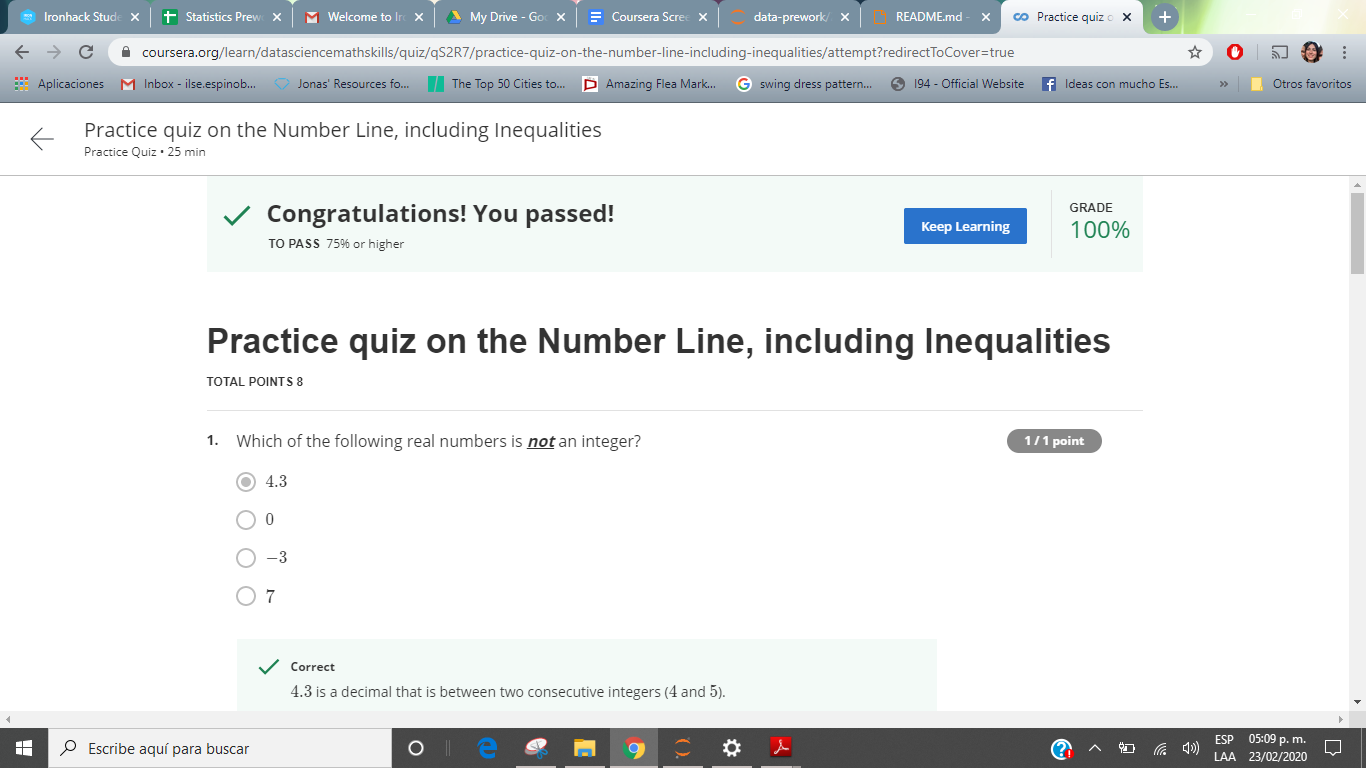 Ironhack Stude
Statistics Prew
Welcome to Ir
My Drive - Go
Coursera Scree
data-prework/
README.md -
Practice quiz o
coursera.org/learn/datasciencemathskills/quiz/qS2R7/practice-quiz-on-the-number-line-including-inequalities/attempt?redirectToCover=true
Aplicaciones
Inbox - ilse.espinob...
Jonas' Resources fo...
The Top 50 Cities to...
Amazing Flea Mark...
swing dress pattern...
I94 - Official Website
Ideas con mucho Es...
»
Otros favoritos
Practice quiz on the Number Line, including Inequalities
Practice Quiz • 25 min
Congratulations! You passed!
TO PASS 75% or higher
Keep Learning
GRADE
100%
Practice quiz on the Number Line, including Inequalities
TOTAL POINTS 8
1. Which of the following real numbers is not an integer?
1 / 1 point
4.3
0
−3
7
Correct
4.3 is a decimal that is between two consecutive integers (4 and 5).
Escribe aquí para buscar
ESP
LAA
05:09 p. m.
23/02/2020